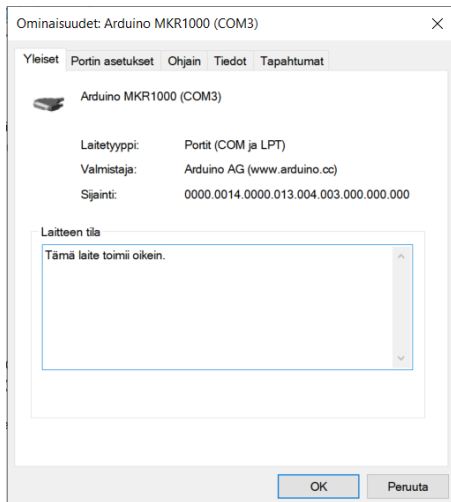 Ominaisuudet: Arduino MKR1000 (COM3)
Yleiset Portin asetukset Ohjain Tiedot Tapahtumat
Arduino MKR1000 (COM3)
Laitetyyppi: Portit (COM ja LPT)
Valmistaja: Arduino AG (www.arduino.cc)
Sijainti: 0000.0014.0000.013.004.003.000.000.000
Laitteen tila
Tämä laite toimii oikein.
OK Peruuta